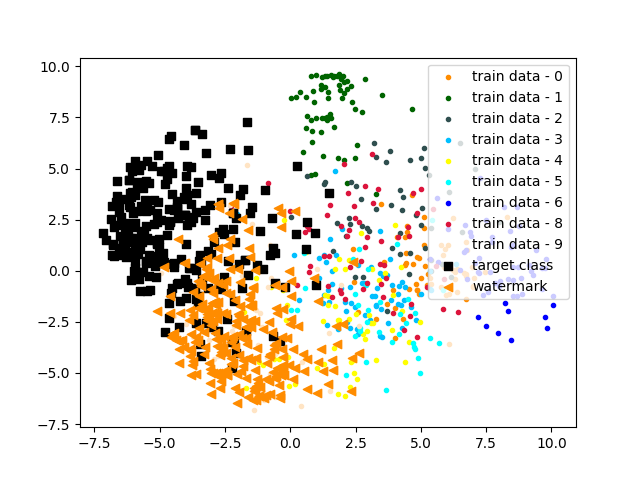 10.0
7.5
5.0
2.5
0.0
−2.5
−5.0
−7.5
−7.5
−5.0
−2.5
0.0
2.5
5.0
7.5
10.0
train data - 0
train data - 1
train data - 2
train data - 3
train data - 4
train data - 5
train data - 6
train data - 8
train data - 9
target class
watermark